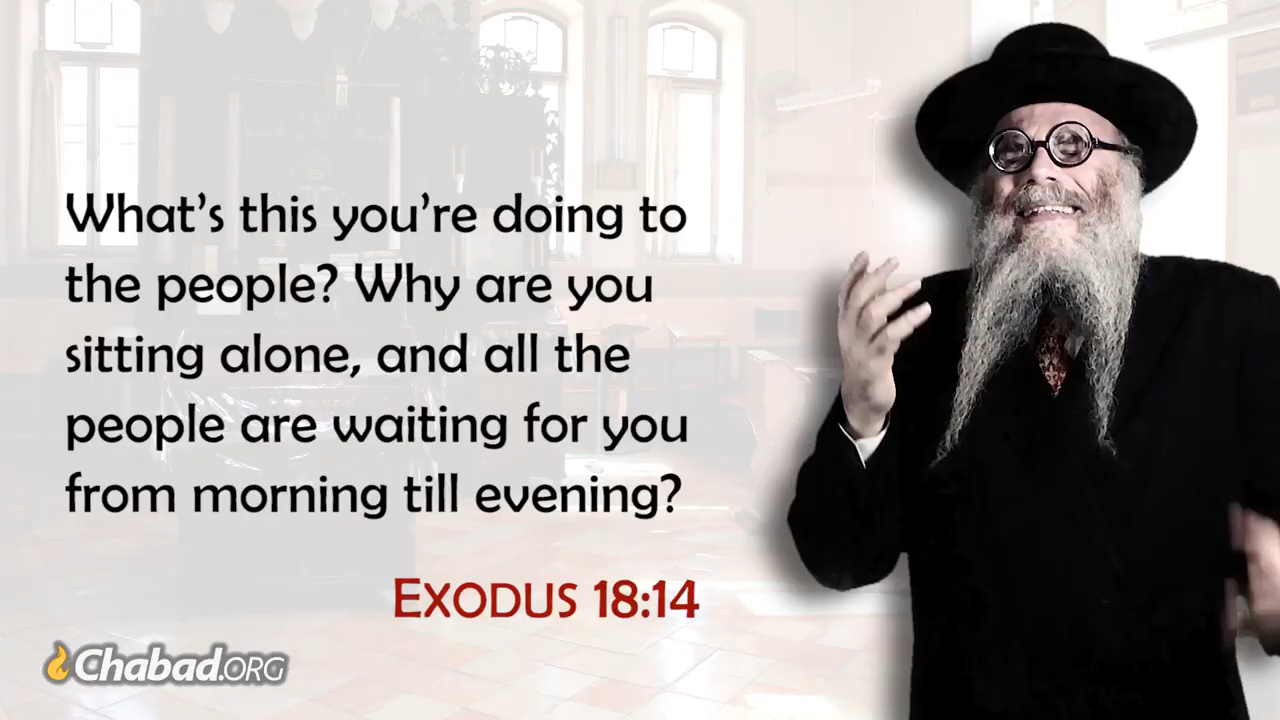 What’s this you’re doing to
the people? Why are you
sitting alone, and all the
people are waiting for you
from morning till evening?
EXODUS 18:14
Chabad.ORG